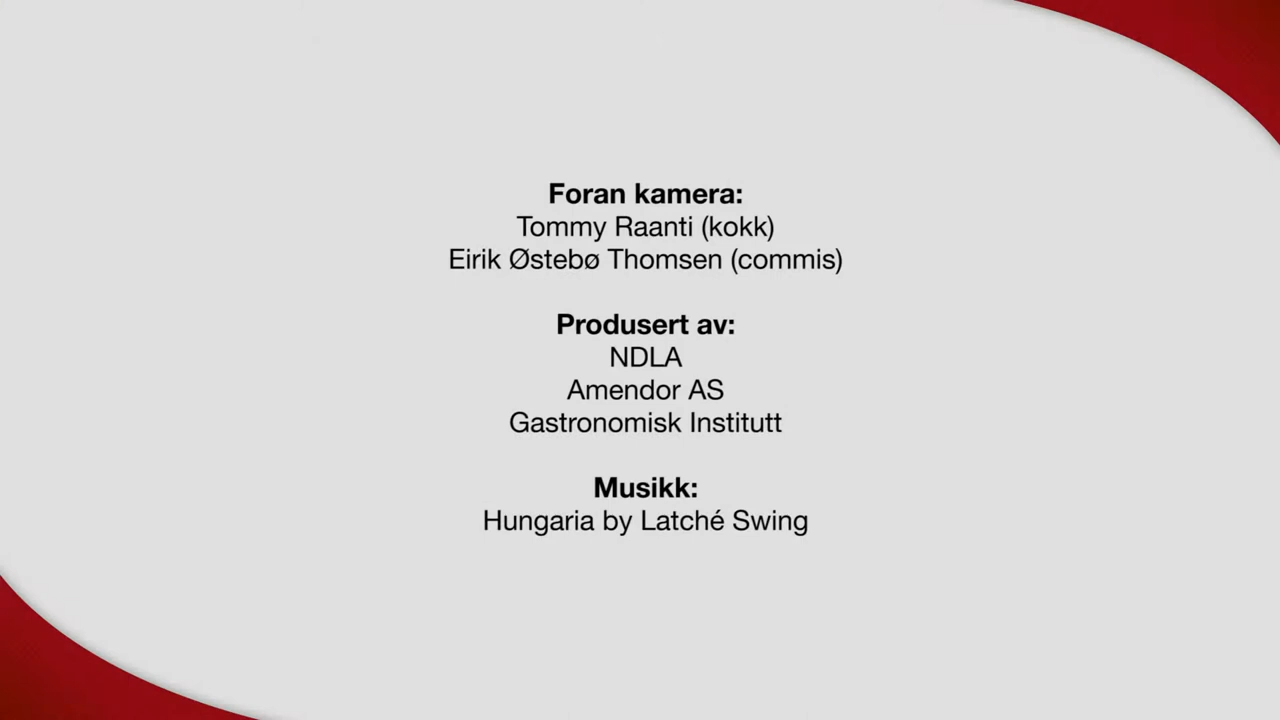 Foran kamera:
Tommy Raanti (kokk)
Eirik Østebø Thomsen (commis)
Produsert av:
NDLA
Amendor AS
Gastronomisk Institutt
Musikk:
Hungaria by Latché Swing